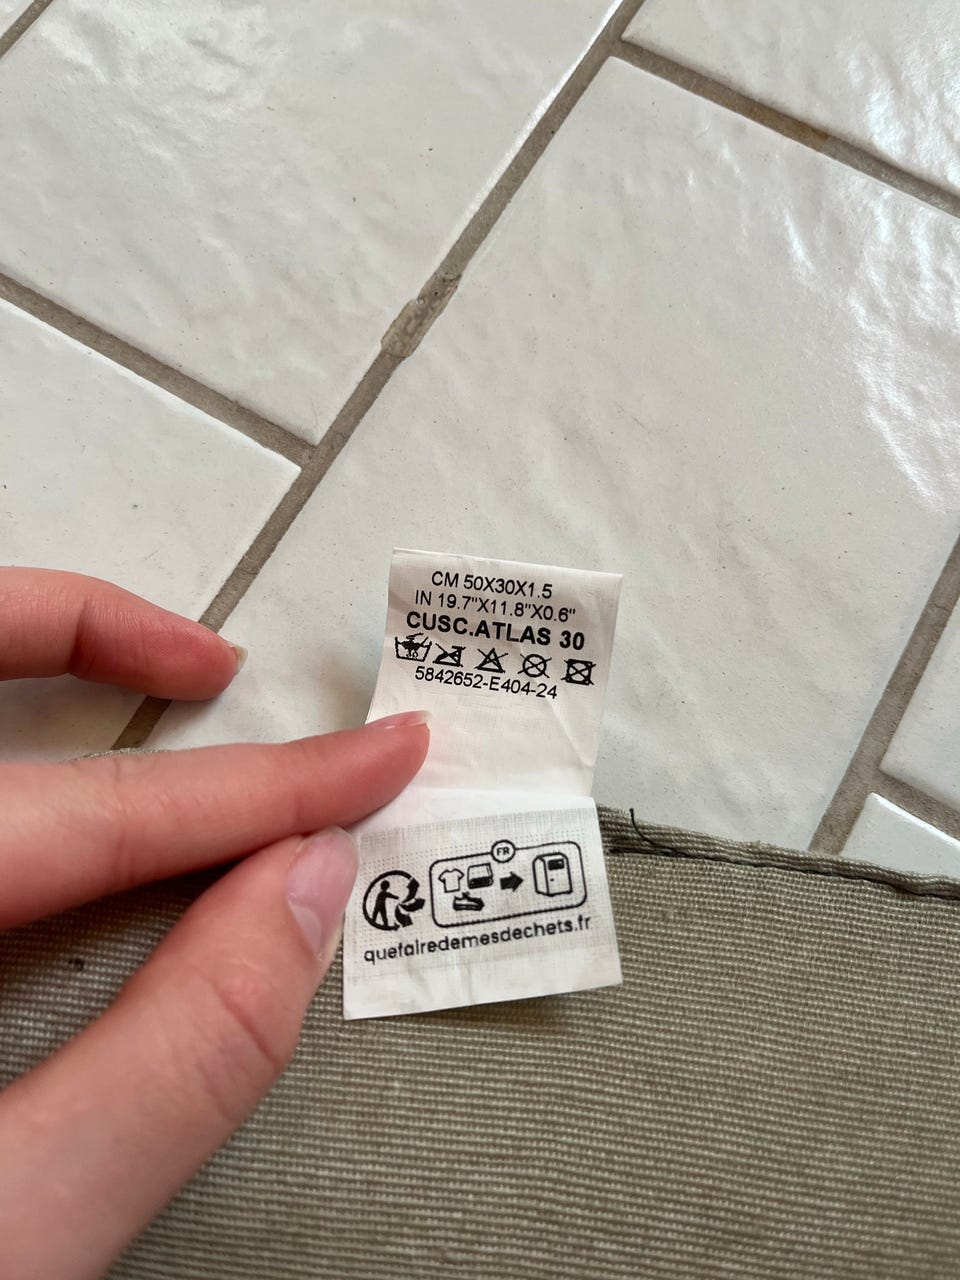 CM 50X30X1.5
IN 19.7"X11.8"X0.6"
CUSC.ATLAS 30
5842652-E404-24
FR
quefairedemesdechets.fr